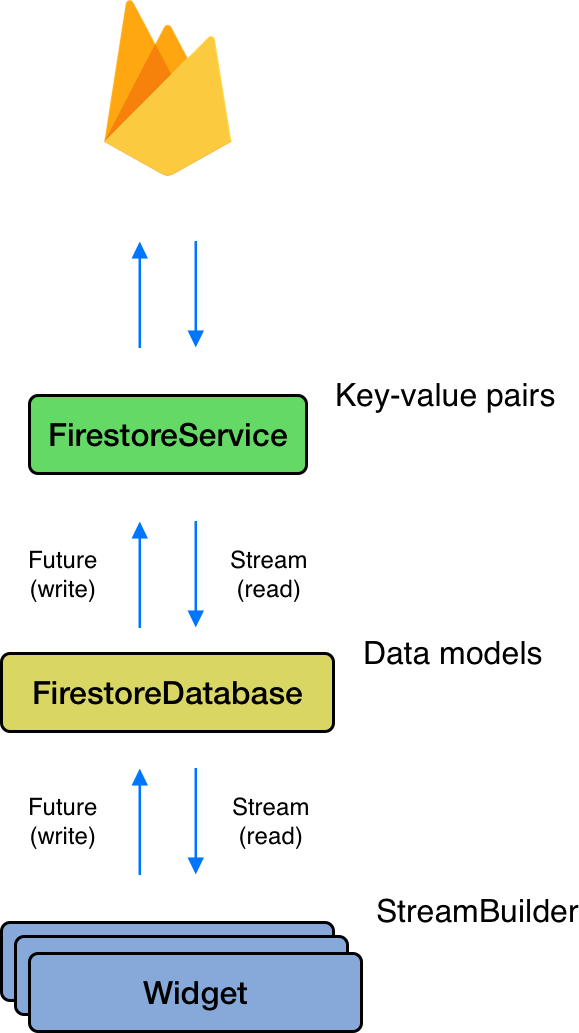 Key-value pairs
FirestoreService
Future
(write)
Stream
(read)
Data models
FirestoreDatabase
Future
(write)
Stream
(read)
StreamBuilder
Widget